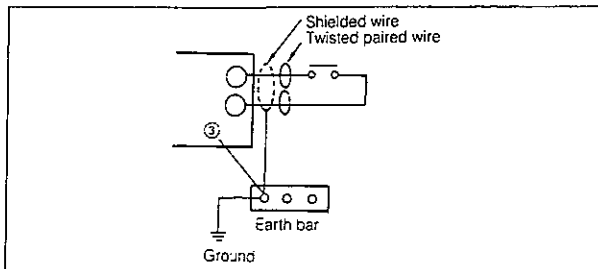 Shielded wire
Twisted paired wire
③
Earth bar
Ground